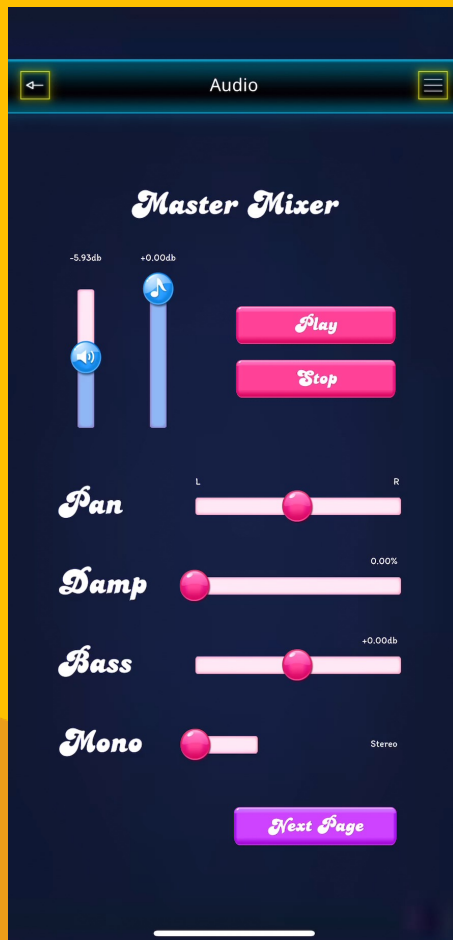 Audio
Master Mixer
-5.93db +0.00db
Play
Stop
L R
Pan
0.00%
Damp
+0.00db
Bass
Mono Stereo
Next Page